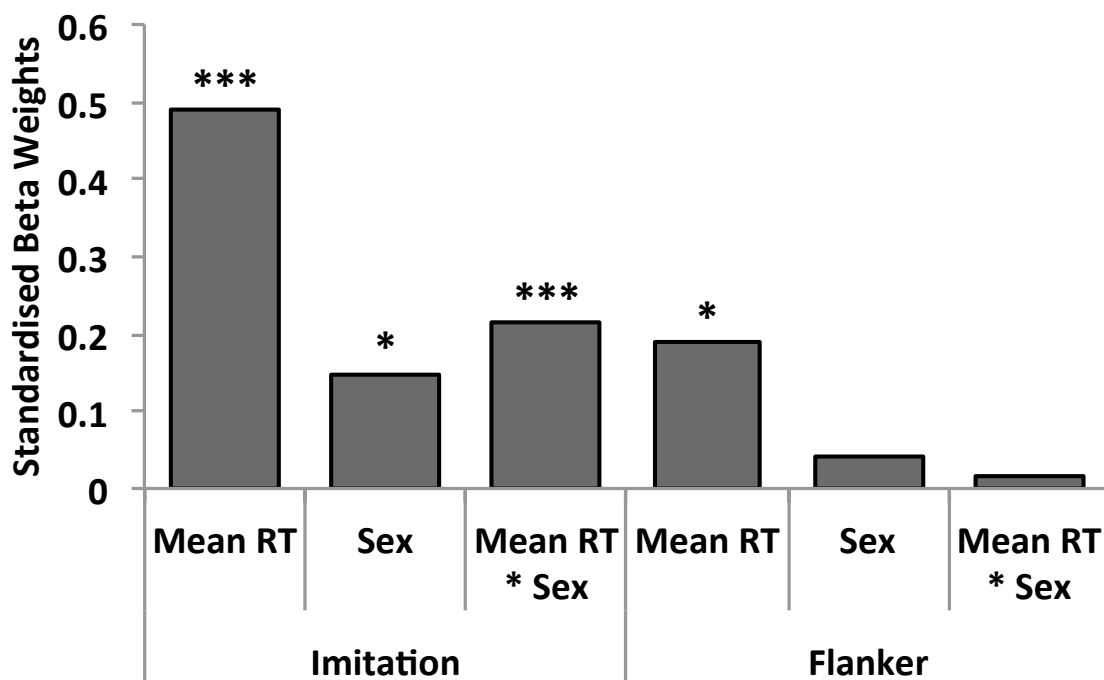 Standardised Beta Weights
0.6
0.5
0.4
0.3
0.2
0.1
0
***
*
***
*
Mean RT
Sex
Mean RT
* Sex
Mean RT
Sex
Mean RT
* Sex
Imitation
Flanker